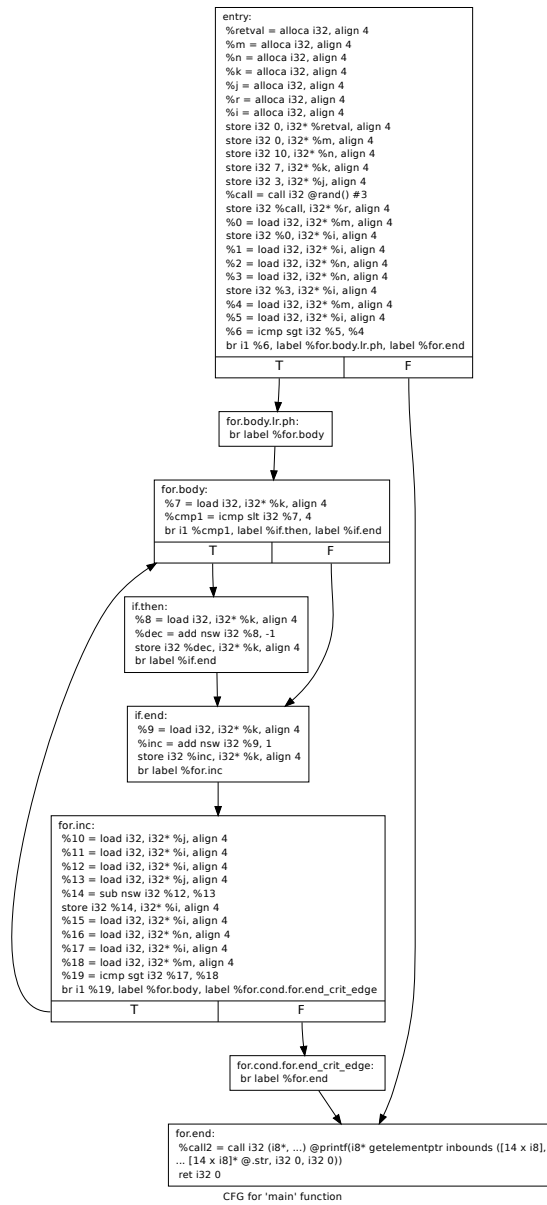 entry:
%retval = alloca i32, align 4
%m = alloca i32, align 4
%n = alloca i32, align 4
%k = alloca i32, align 4
%j = alloca i32, align 4
%r = alloca i32, align 4
%i = alloca i32, align 4
store i32 0, i32* %retval, align 4
store i32 0, i32* %m, align 4
store i32 10, i32* %n, align 4
store i32 7, i32* %k, align 4
store i32 3, i32* %j, align 4
%call = call i32 @rand() #3
store i32 %call, i32* %r, align 4
%0 = load i32, i32* %m, align 4
store i32 %0, i32* %i, align 4
%1 = load i32, i32* %i, align 4
%2 = load i32, i32* %n, align 4
%3 = load i32, i32* %n, align 4
store i32 %3, i32* %i, align 4
%4 = load i32, i32* %m, align 4
%5 = load i32, i32* %i, align 4
%6 = icmp sgt i32 %5, %4
br i1 %6, label %for.body.lr.ph, label %for.end
T F
for.body.lr.ph:
br label %for.body
for.body:
%7 = load i32, i32* %k, align 4
%cmp1 = icmp slt i32 %7, 4
br i1 %cmp1, label %if.then, label %if.end
T F
if.then:
%8 = load i32, i32* %k, align 4
%dec = add nsw i32 %8, -1
store i32 %dec, i32* %k, align 4
br label %if.end
if.end:
%9 = load i32, i32* %k, align 4
%inc = add nsw i32 %9, 1
store i32 %inc, i32* %k, align 4
br label %for.inc
for.inc:
%10 = load i32, i32* %j, align 4
%11 = load i32, i32* %i, align 4
%12 = load i32, i32* %i, align 4
%13 = load i32, i32* %j, align 4
%14 = sub nsw i32 %12, %13
store i32 %14, i32* %i, align 4
%15 = load i32, i32* %i, align 4
%16 = load i32, i32* %n, align 4
%17 = load i32, i32* %i, align 4
%18 = load i32, i32* %m, align 4
%19 = icmp sgt i32 %17, %18
br i1 %19, label %for.body, label %for.cond.for.end_crit_edge
T F
for.cond.for.end_crit_edge:
br label %for.end
for.end:
%call2 = call i32 (i8*, ...) @printf(i8* getelementptr inbounds ([14 x i8],
... [14 x i8]* @.str, i32 0, i32 0))
ret i32 0
CFG for 'main' function